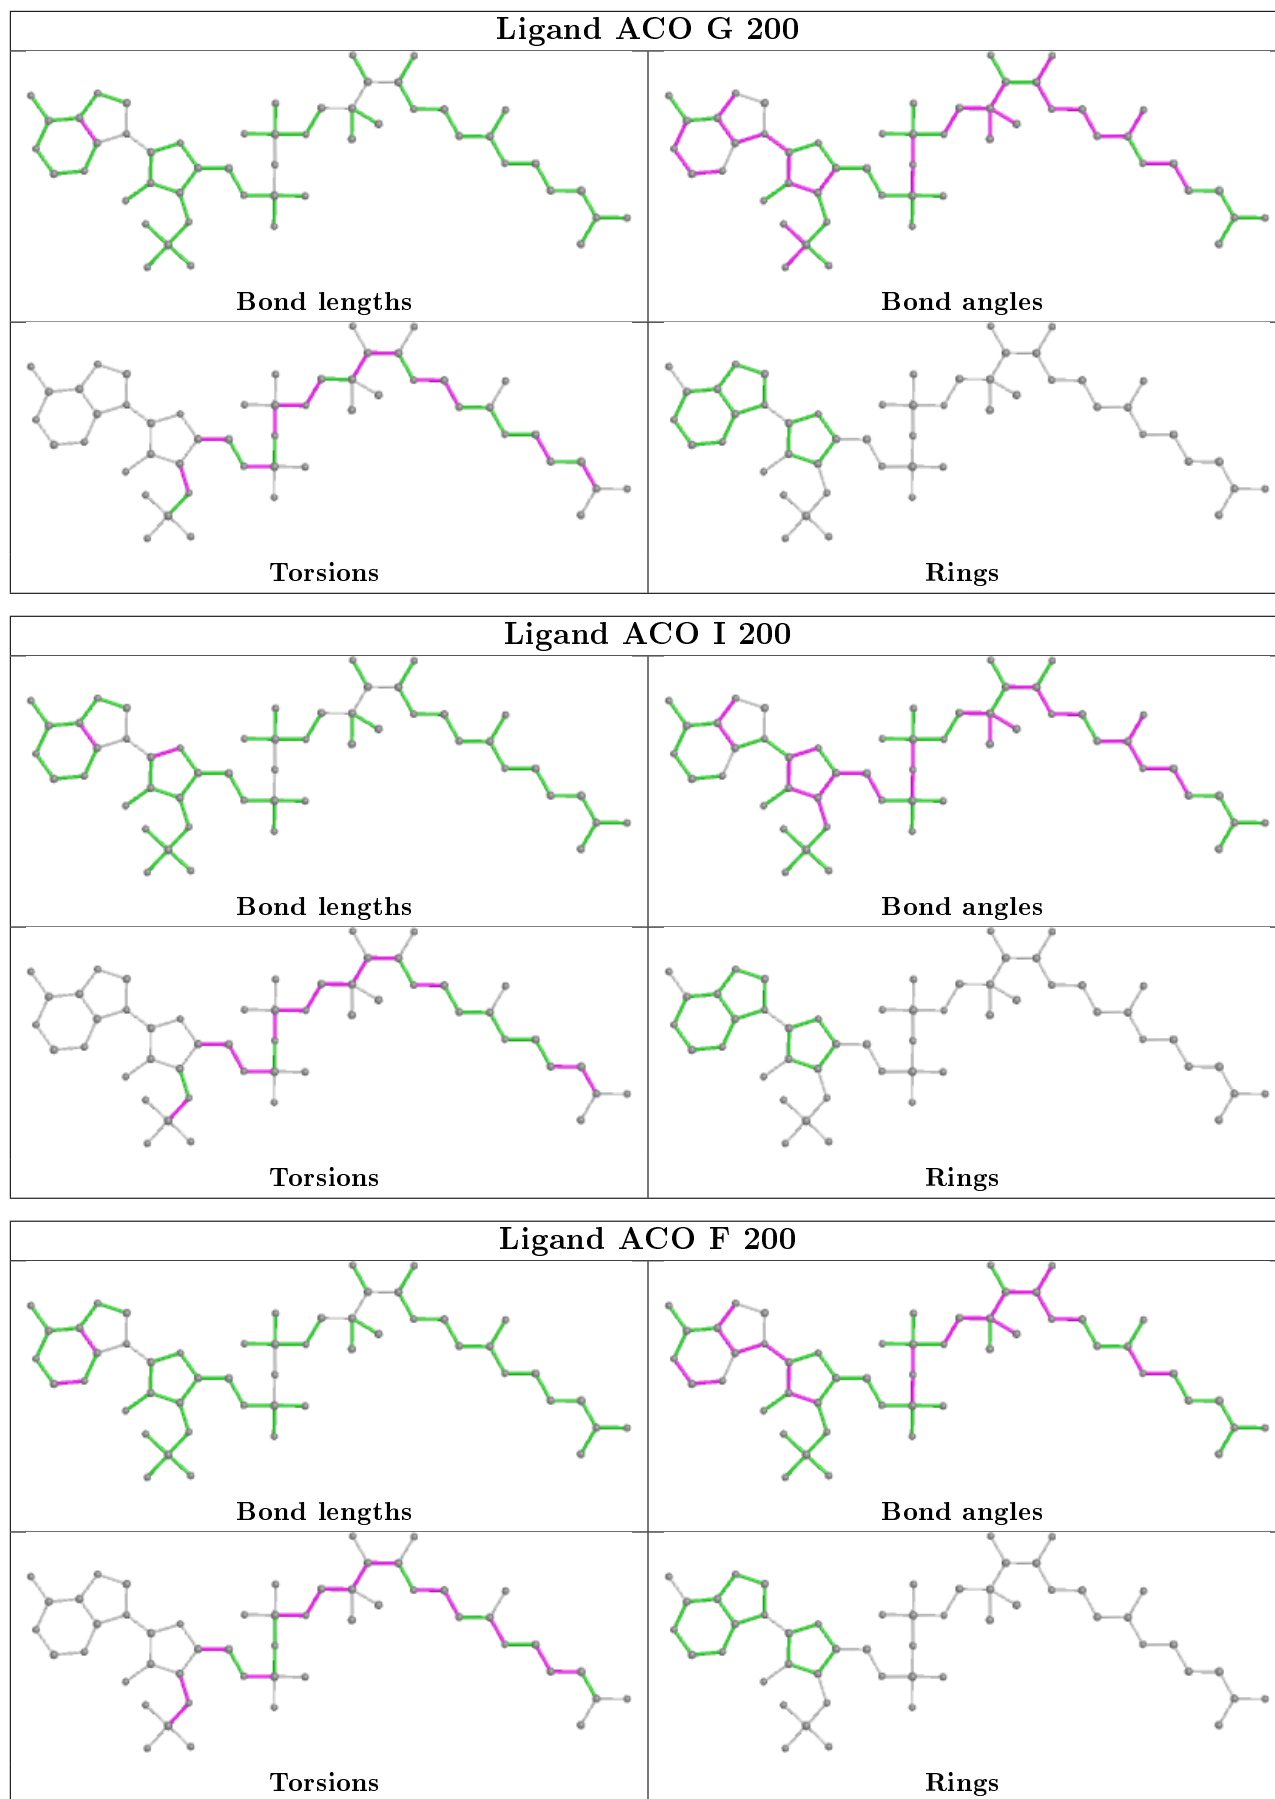 Ligand ACO G 200
Bond lengths
Bond angles
Torsions
Rings
Ligand ACO I 200
Bond lengths
Bond angles
Torsions
Rings
Ligand ACO F 200
Bond lengths
Bond angles
Torsions
Rings